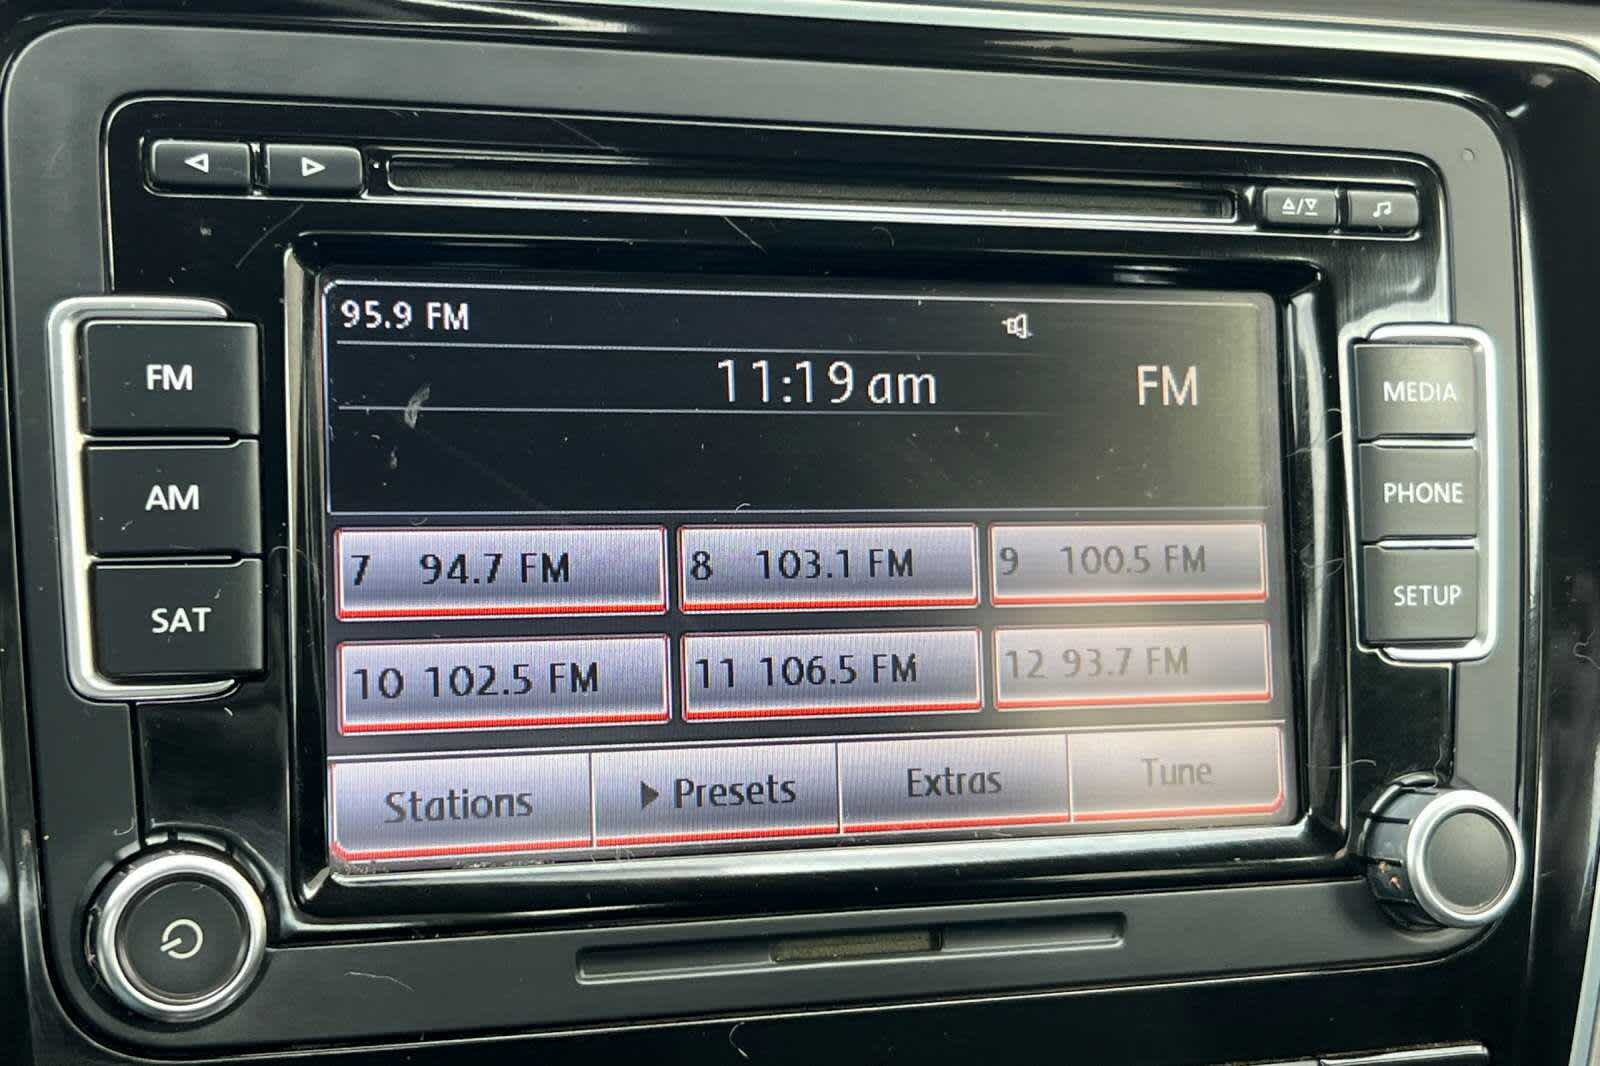 95.9 FM
11:19 am FM
FM
AM
SAT
MEDIA
PHONE
SETUP
7 94.7 FM
8 103.1 FM
9 100.5 FM
10 102.5 FM
11 106.5 FM
12 93.7 FM
Stations
Presets
Extras
Tune